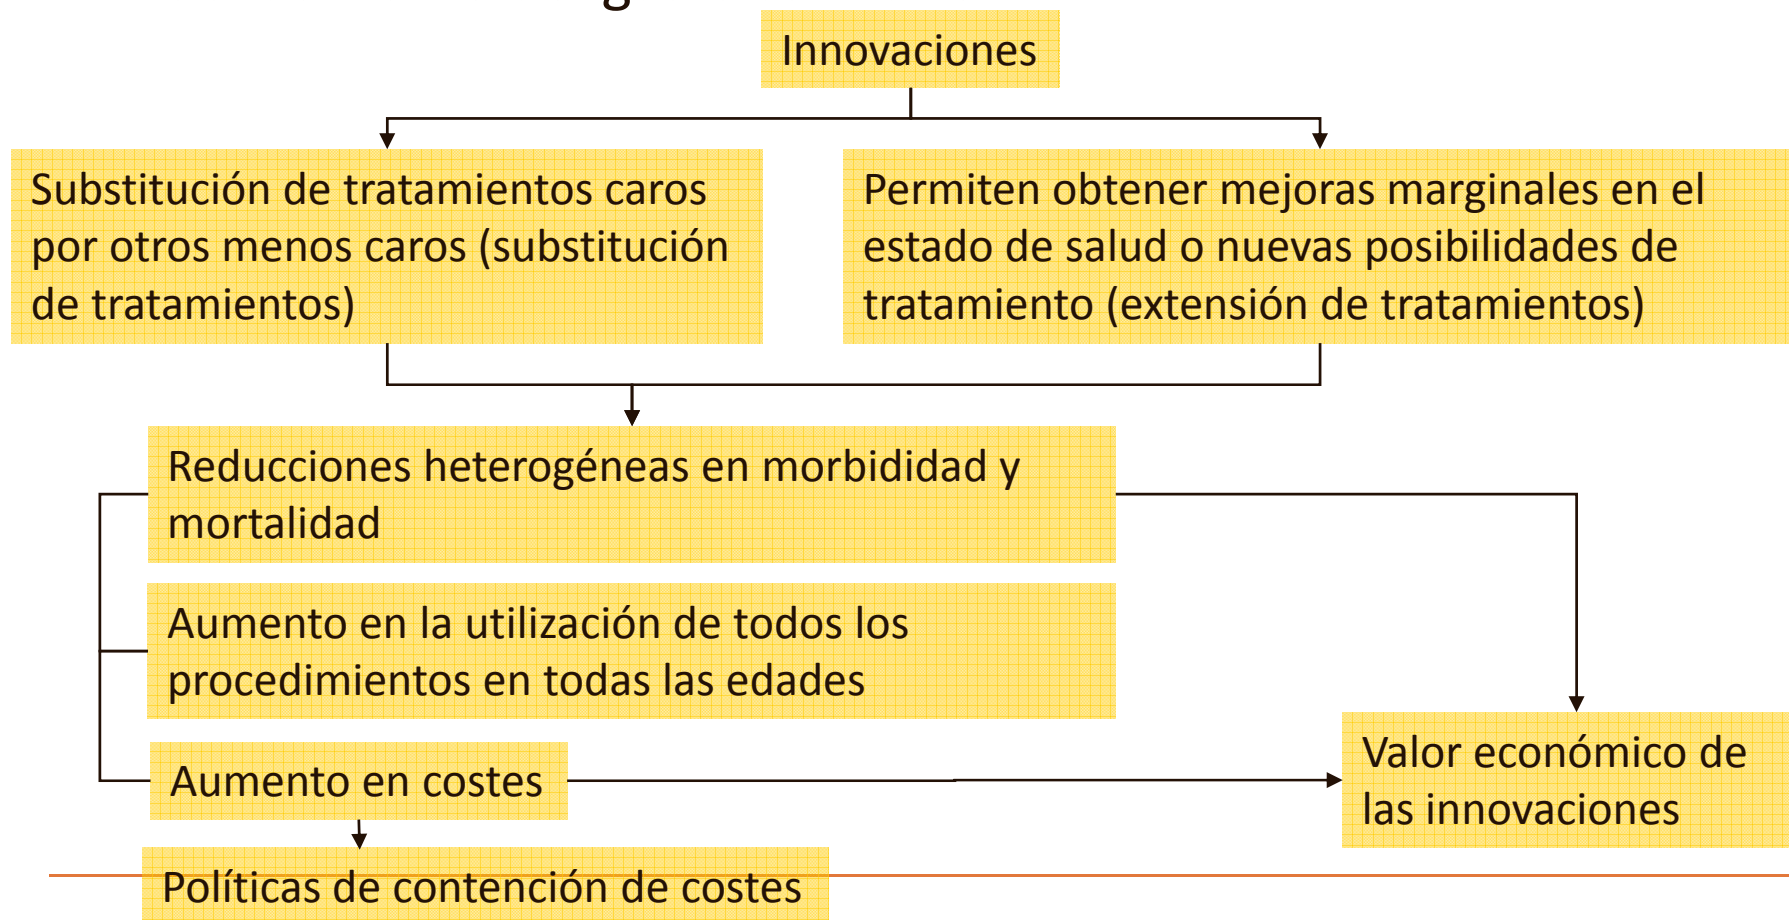 Innovaciones
Substitución de tratamientos caros
por otros menos caros (substitución
de tratamientos)
Permiten obtener mejoras marginales en el
estado de salud o nuevas posibilidades de
tratamiento (extensión de tratamientos)
Reducciones heterogéneas en morbididad y
mortalidad
Aumento en la utilización de todos los
procedimientos en todas las edades
Aumento en costes
Valor económico de
las innovaciones
Políticas de contención de costes